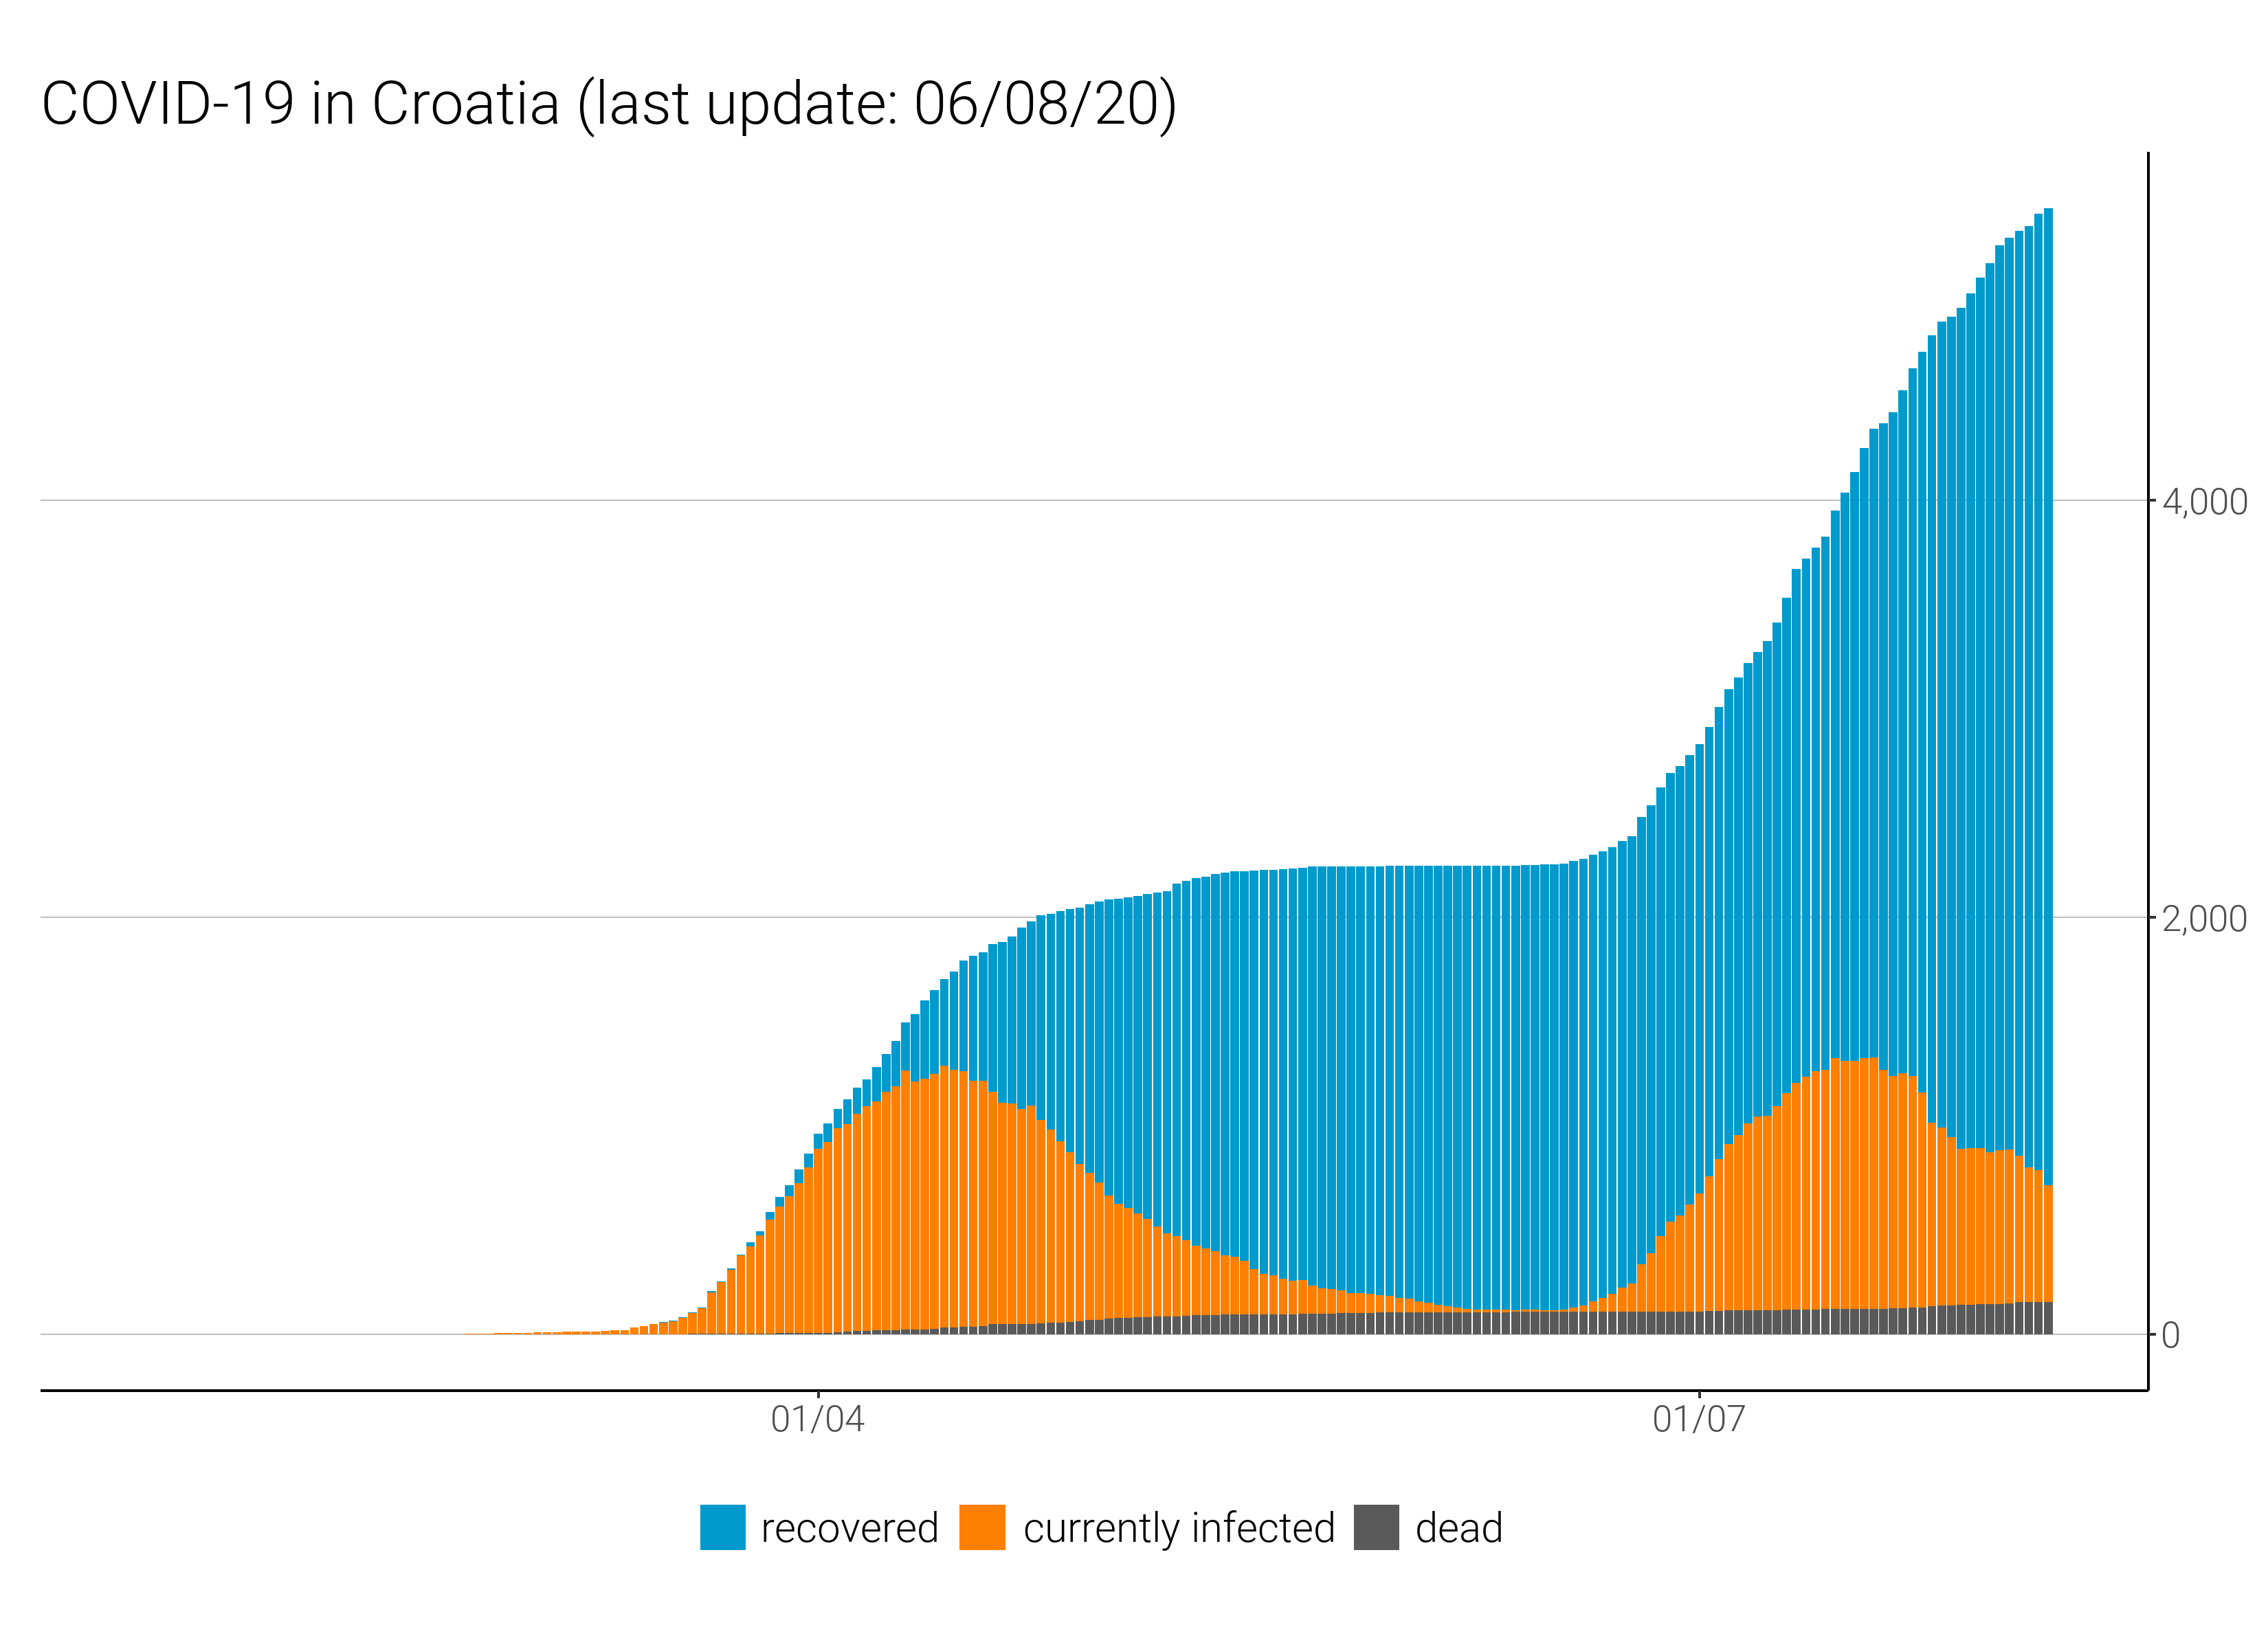 COVID-19 in Croatia (last update: 06/08/20)
4,000
2,000
0
01/04 01/07
recovered currently infected dead